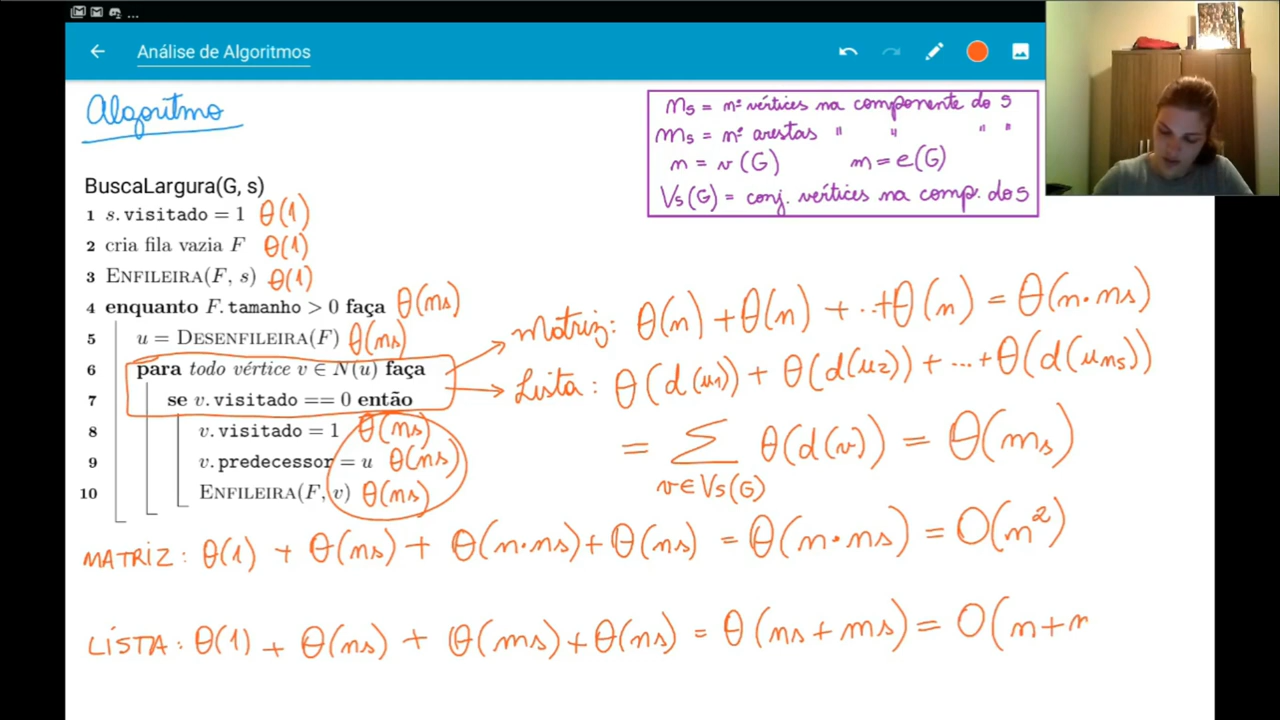 Análise de Algoritmos
Algoritmo
ns = nº vértices na componente do s
ms = nº arestas " " " "
n = v(G) m = e(G)
Vs(G) = conj. vértices na comp. do s
BuscaLargura(G, s)
1 s.visitado = 1 θ(1)
2 cria fila vazia F θ(1)
3 ENFILEIRA(F, s) θ(1)
4 enquanto F.tamanho > 0 faça θ(ns)
5 u = DESENFILEIRA(F) θ(ns)
6 para todo vértice v ∈ N(u) faça
7 se v.visitado == 0 então
8 v.visitado = 1 θ(ns)
9 v.predecessor = u θ(ns)
10 ENFILEIRA(F, v) θ(ns)
Matriz: θ(n) + θ(n) + ··· + θ(n) = θ(n·ns)
Lista: θ(d(u1)) + θ(d(u2)) + ... + θ(d(uns))
= Σ θ(d(v)) = θ(ms)
v∈Vs(G)
MATRIZ: θ(1) + θ(ns) + θ(n·ns) + θ(ns) = θ(n·ns) = O(n²)
LISTA: θ(1) + θ(ns) + θ(ms) + θ(ns) = θ(ns + ms) = O(n+